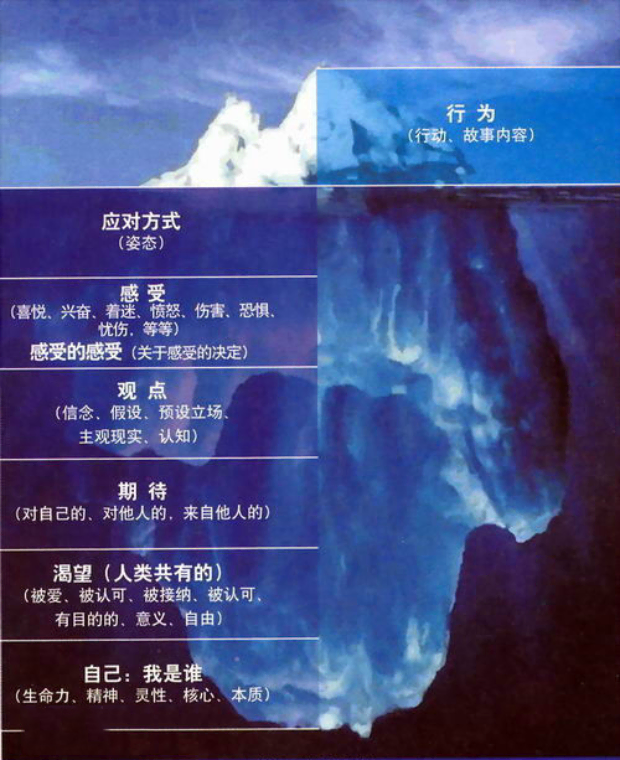 行为
(行动、故事内容)
应对方式
(姿态)
感受
(喜悦、兴奋、着迷、愤怒、伤害、恐惧、
忧伤，等等)
感受的感受(关于感受的决定)
观点
(信念、假设、预设立场、
主观现实、认知)
期待
(对自己的、对他人的，来自他人的)
渴望(人类共有的)
(被爱、被认可、被接纳、被认可、
有目的的、意义、自由)
自己：我是谁
(生命力、精神、灵性、核心、本质)